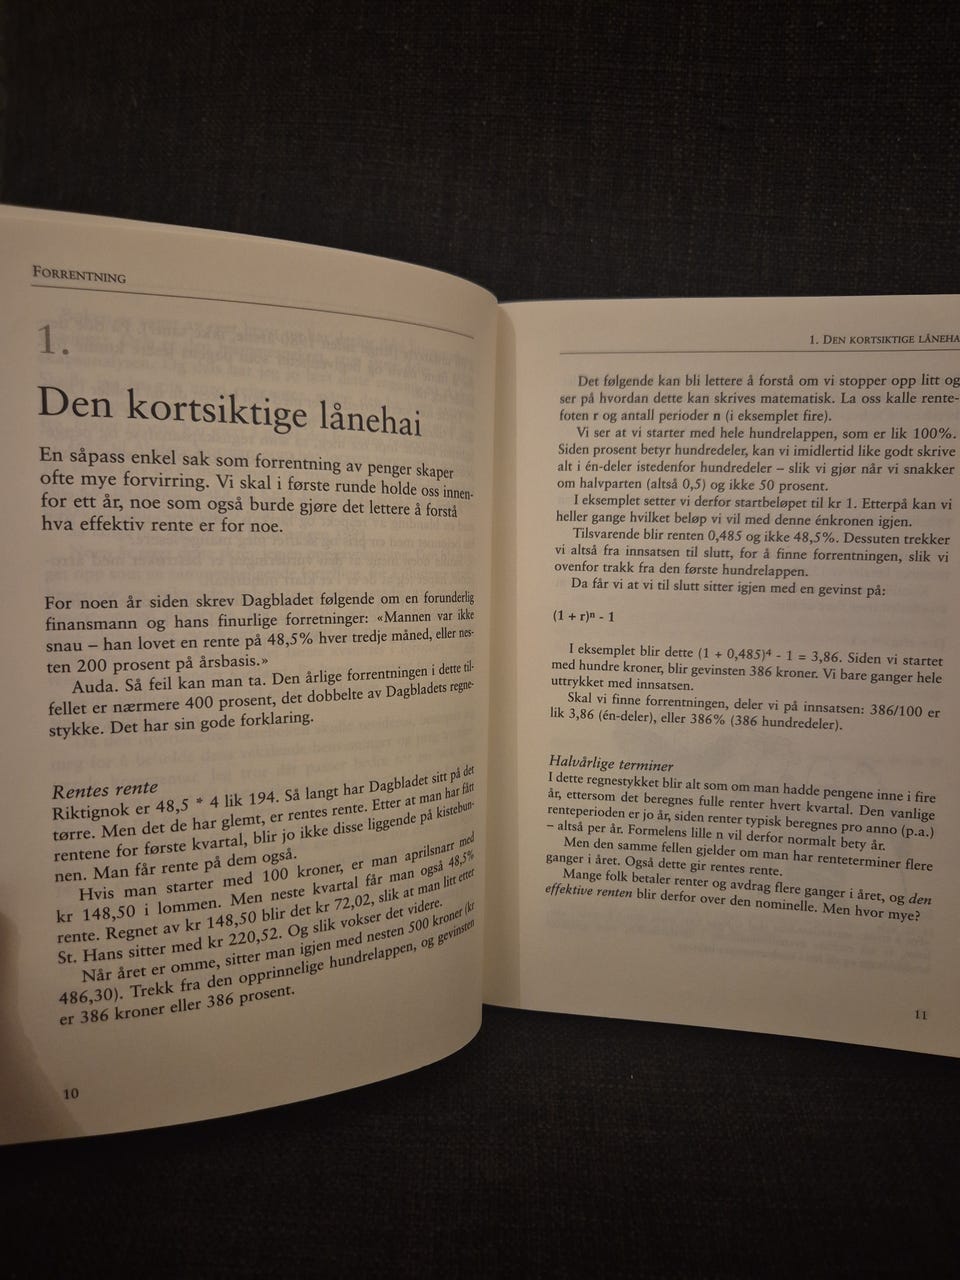 FORRENTNING
1.
Den kortsiktige lånehai
En såpass enkel sak som forrentning av penger skaper
ofte mye forvirring. Vi skal i første runde holde oss innen-
for ett år, noe som også burde gjøre det lettere å forstå
hva effektiv rente er for noe.
For noen år siden skrev Dagbladet følgende om en forunderlig
finansmann og hans finurlige forretninger: «Mannen var ikke
snau – han lovet en rente på 48,5% hver tredje måned, eller nes-
ten 200 prosent på årsbasis.»
Auda. Så feil kan man ta. Den årlige forrentningen i dette til-
fellet er nærmere 400 prosent, det dobbelte av Dagbladets regne-
stykke. Det har sin gode forklaring.
Rentes rente
Riktignok er 48,5 * 4 lik 194. Så langt har Dagbladet sitt på det
tørre. Men det de har glemt, er rentes rente. Etter at man har fått
rentene for første kvartal, blir jo ikke disse liggende på kistebun-
nen. Man får rente på dem også.
Hvis man starter med 100 kroner, er man aprilsnarr med
kr 148,50 i lommen. Men neste kvartal får man også 48,5%
rente. Regnet av kr 148,50 blir det kr 72,02, slik at man litt etter
St. Hans sitter med kr 220,52. Og slik vokser det videre.
Når året er omme, sitter man igjen med nesten 500 kroner (kr
486,30). Trekk fra den opprinnelige hundrelappen, og gevinsten
er 386 kroner eller 386 prosent.
10
1. DEN KORTSIKTIGE LÅNEHA
Det følgende kan bli lettere å forstå om vi stopper opp litt og
ser på hvordan dette kan skrives matematisk. La oss kalle rente-
foten r og antall perioder n (i eksemplet fire).
Vi ser at vi starter med hele hundrelappen, som er lik 100%.
Siden prosent betyr hundredeler, kan vi imidlertid like godt skrive
alt i én-deler istedenfor hundredeler – slik vi gjør når vi snakker
om halvparten (altså 0,5) og ikke 50 prosent.
I eksemplet setter vi derfor startbeløpet til kr 1. Etterpå kan vi
heller gange hvilket beløp vi vil med denne énkronen igjen.
Tilsvarende blir renten 0,485 og ikke 48,5%. Dessuten trekker
vi altså fra innsatsen til slutt, for å finne forrentningen, slik vi
ovenfor trakk fra den første hundrelappen.
Da får vi at vi til slutt sitter igjen med en gevinst på:
(1 + r)ⁿ - 1
I eksemplet blir dette (1 + 0,485)⁴ - 1 = 3,86. Siden vi startet
med hundre kroner, blir gevinsten 386 kroner. Vi bare ganger hele
uttrykket med innsatsen.
Skal vi finne forrentningen, deler vi på innsatsen: 386/100 er
lik 3,86 (én-deler), eller 386% (386 hundredeler).
Halvårlige terminer
I dette regnestykket blir alt som om man hadde pengene inne i fire
år, ettersom det beregnes fulle renter hvert kvartal. Den vanlige
renteperioden er jo år, siden renter typisk beregnes pro anno (p.a.)
– altså per år. Formelens lille n vil derfor normalt bety år.
Men den samme fellen gjelder om man har renteterminer flere
ganger i året. Også dette gir rentes rente.
Mange folk betaler renter og avdrag flere ganger i året, og den
effektive renten blir derfor over den nominelle. Men hvor mye?
11